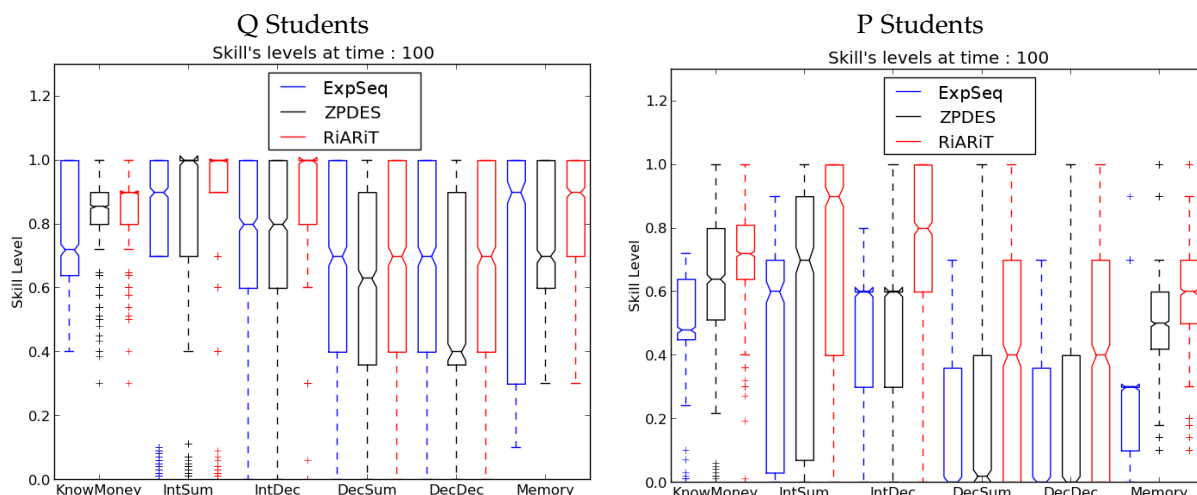 Q Students
Skill's levels at time : 100
ExpSeq
ZPDES
RiARiT
Skill Level
1.2
1.0
0.8
0.6
0.4
0.2
0.0
KnowMoney IntSum IntDec DecSum DecDec Memory
P Students
Skill's levels at time : 100
ExpSeq
ZPDES
RiARiT
Skill Level
1.2
1.0
0.8
0.6
0.4
0.2
0.0
KnowMoney IntSum IntDec DecSum DecDec Memory